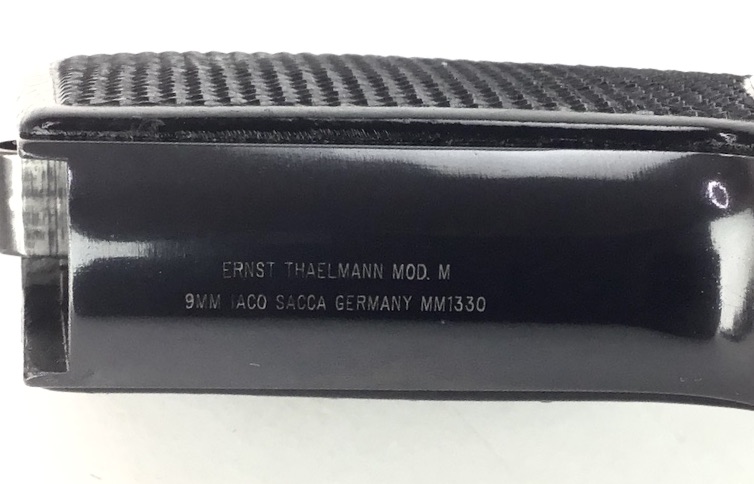 ERNST THAELMANN MOD. M
9MM IACO SACCA GERMANY MM1330